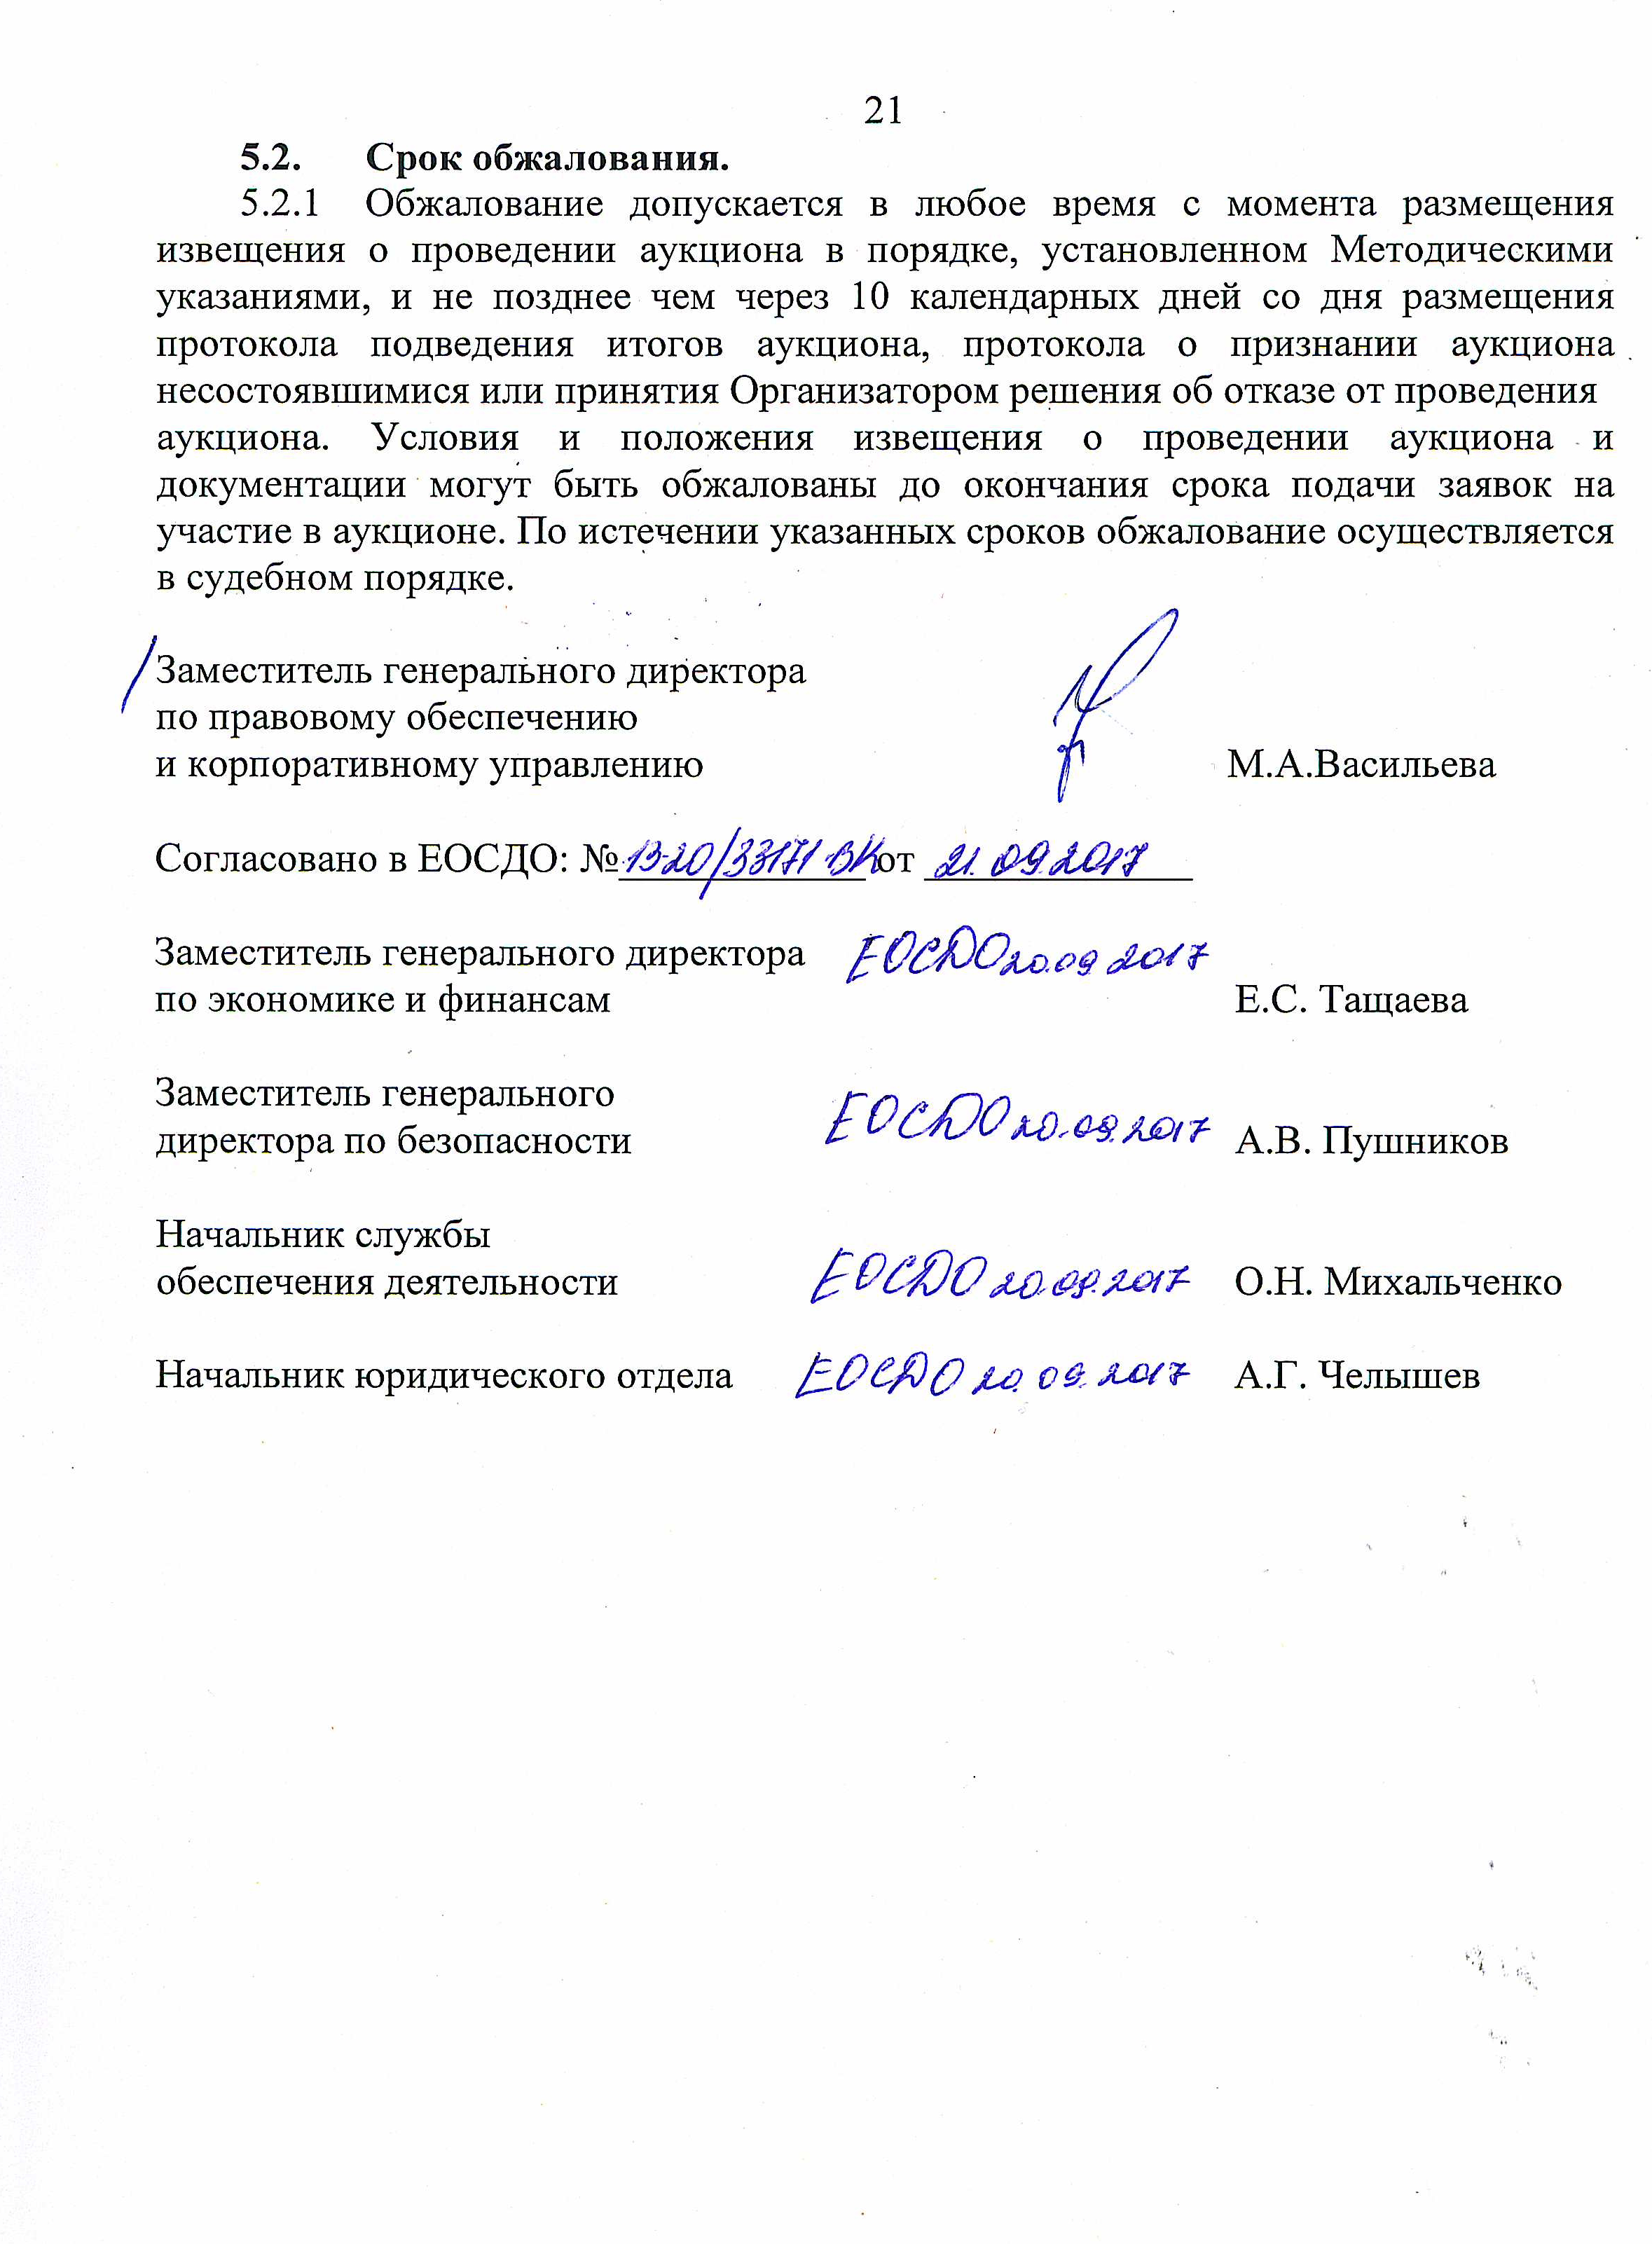 21
5.2. Срок обжалования.
5.2.1 Обжалование допускается в любое время с момента размещения
извещения о проведении аукциона в порядке, установленном Методическими
указаниями, и не позднее чем через 10 календарных дней со дня размещения
протокола подведения итогов аукциона, протокола о признании аукциона
несостоявшимися или принятия Организатором решения об отказе от проведения
аукциона. Условия и положения извещения о проведении аукциона и
документации могут быть обжалованы до окончания срока подачи заявок на
участие в аукционе. По истечении указанных сроков обжалование осуществляется
в судебном порядке.
Заместитель генерального директора
по правовому обеспечению
и корпоративному управлению М.А.Васильева
Согласовано в ЕОСДО: № 13-20/33171-ВК от 21.09.2017
Заместитель генерального директора ЕОСДО 20.09.2017
по экономике и финансам Е.С. Тащаева
Заместитель генерального
директора по безопасности ЕОСДО 20.09.2017 А.В. Пушников
Начальник службы
обеспечения деятельности ЕОСДО 20.09.2017 О.Н. Михальченко
Начальник юридического отдела ЕОСДО 20.09.2017 А.Г. Челышев